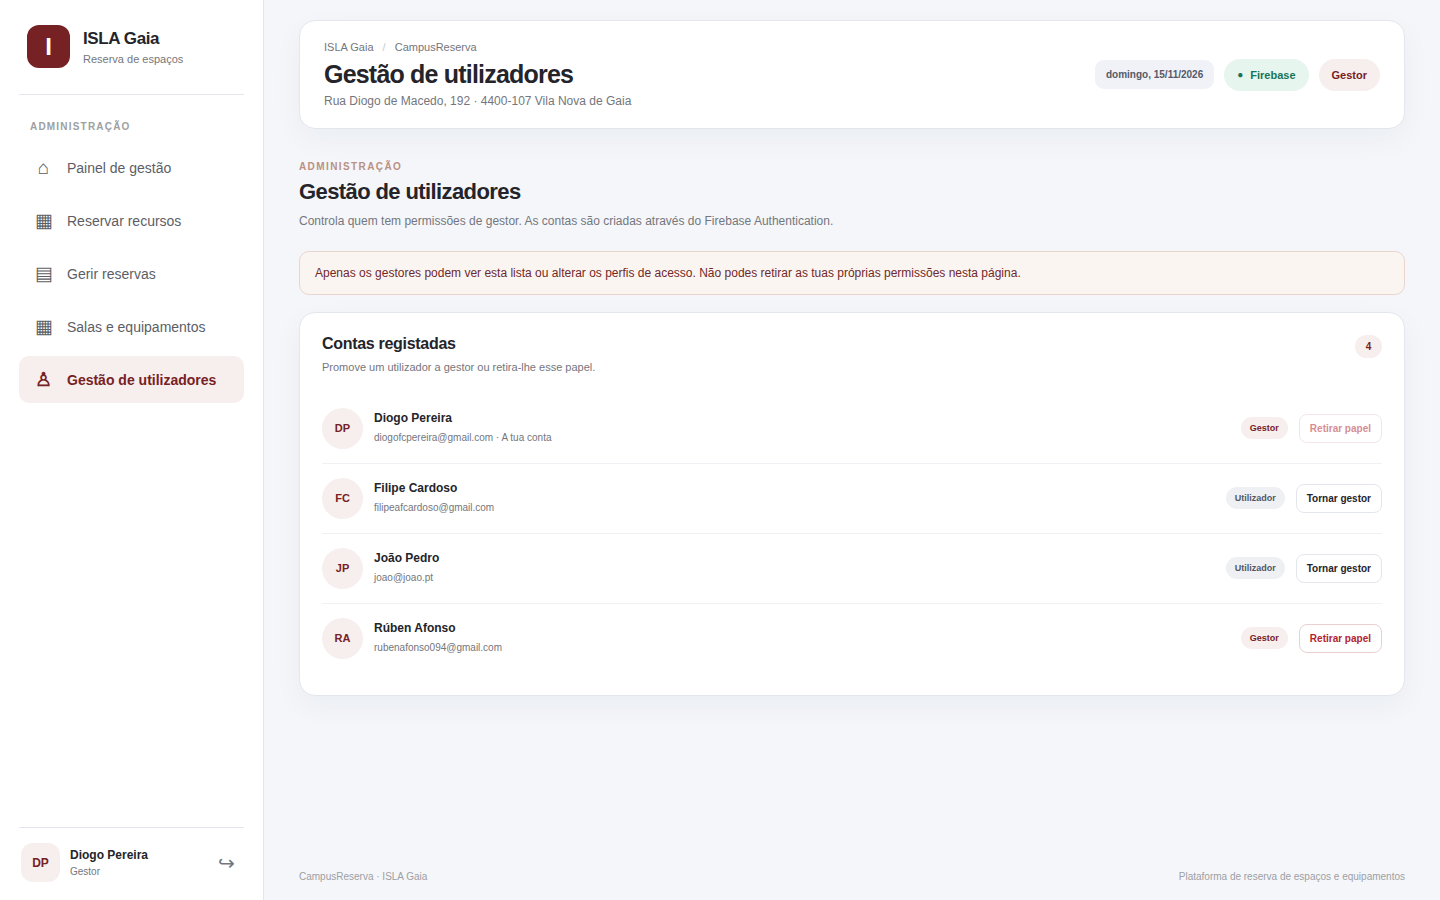 I
ISLA Gaia
Reserva de espaços
ADMINISTRAÇÃO
Painel de gestão
Reservar recursos
Gerir reservas
Salas e equipamentos
Gestão de utilizadores
DP
Diogo Pereira
Gestor
ISLA Gaia / CampusReserva
Gestão de utilizadores
Rua Diogo de Macedo, 192 · 4400-107 Vila Nova de Gaia
domingo, 15/11/2026
Firebase
Gestor
ADMINISTRAÇÃO
Gestão de utilizadores
Controla quem tem permissões de gestor. As contas são criadas através do Firebase Authentication.
Apenas os gestores podem ver esta lista ou alterar os perfis de acesso. Não podes retirar as tuas próprias permissões nesta página.
Contas registadas
4
Promove um utilizador a gestor ou retira-lhe esse papel.
DP
Diogo Pereira
diogofcpereira@gmail.com · A tua conta
Gestor
Retirar papel
FC
Filipe Cardoso
filipeafcardoso@gmail.com
Utilizador
Tornar gestor
JP
João Pedro
joao@joao.pt
Utilizador
Tornar gestor
RA
Rúben Afonso
rubenafonso094@gmail.com
Gestor
Retirar papel
CampusReserva · ISLA Gaia
Plataforma de reserva de espaços e equipamentos